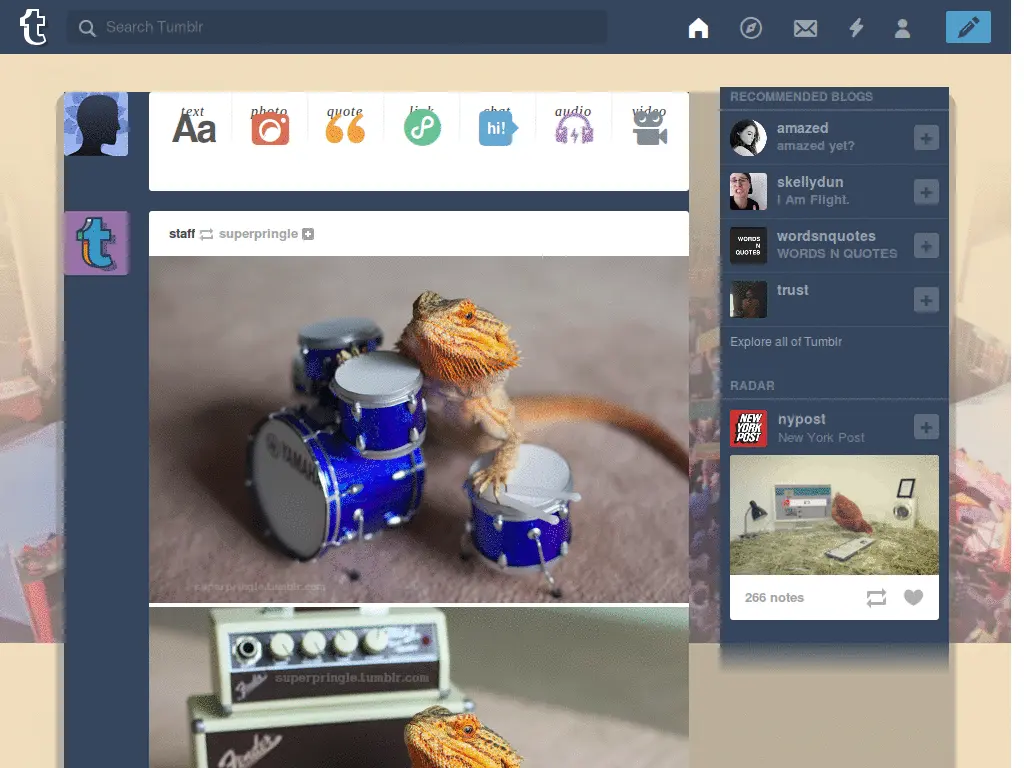 Search Tumblr
text photo quote link chat audio video
Aa
hi!
staff superpringle
YAMAHA
superpringle.tumblr.com
superpringle.tumblr.com
Fender
Fender
RECOMMENDED BLOGS
amazed
amazed yet?
skellydun
I Am Flight.
WORDS
N
QUOTES
wordsnquotes
WORDS N QUOTES
trust
Explore all of Tumblr
RADAR
NEW
YORK
POST
nypost
New York Post
266 notes